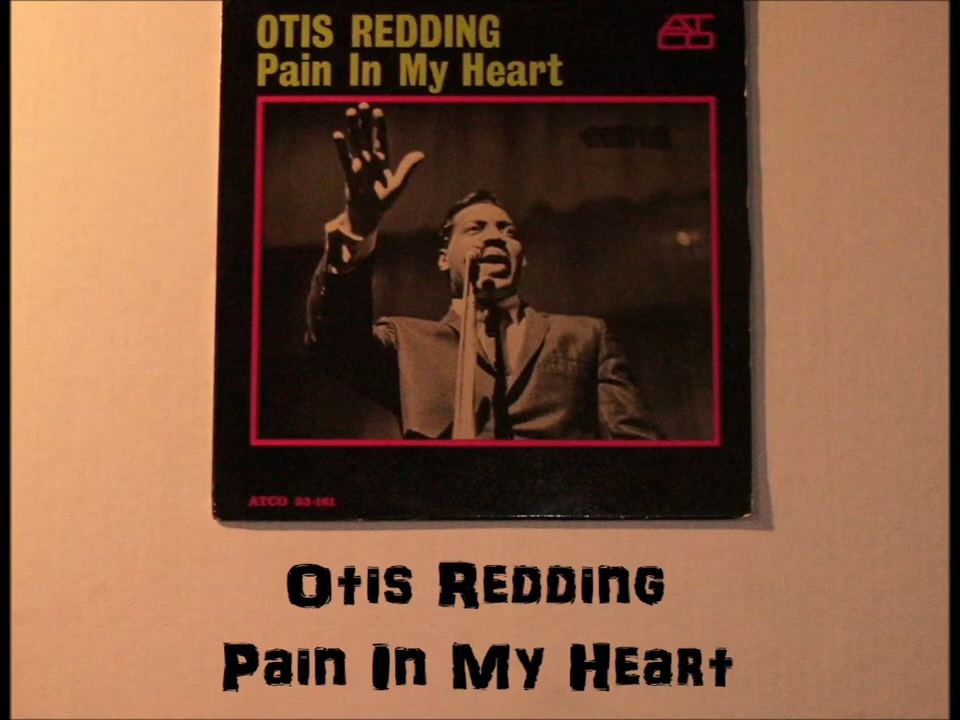 OTIS REDDING
ATCO
Pain In My Heart
ATCO 33-161
Otis Redding
Pain In My Heart